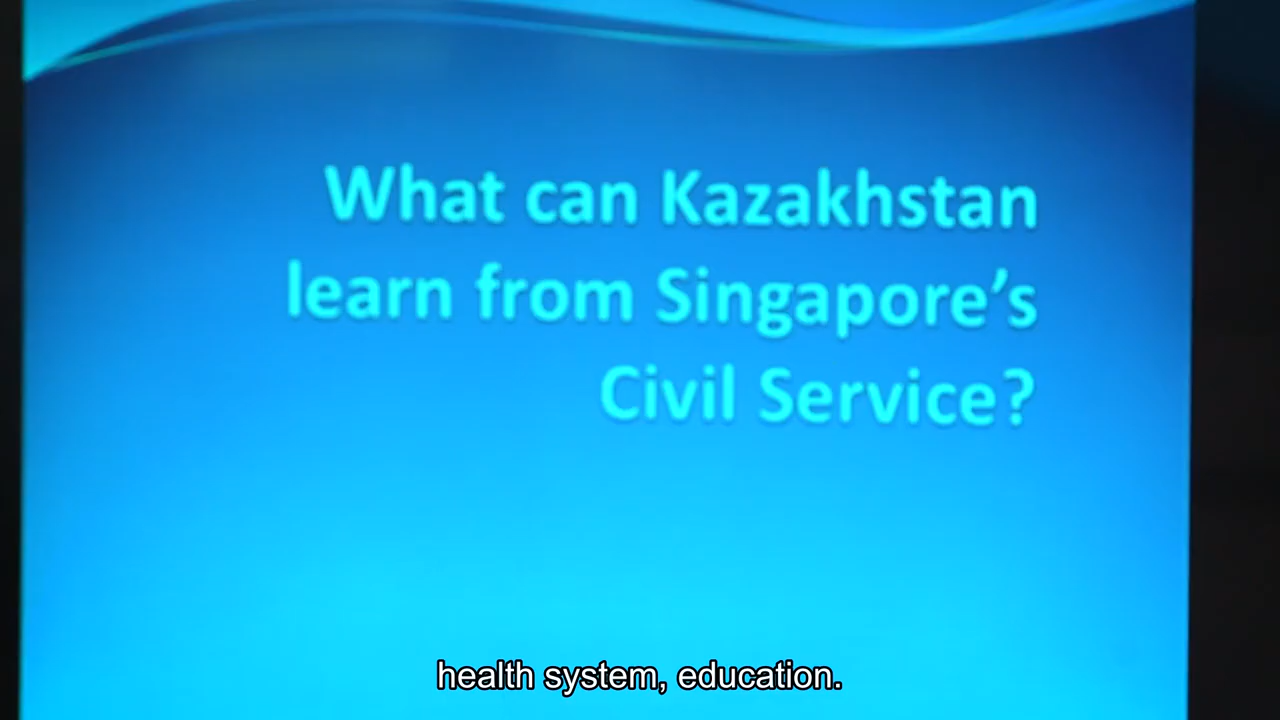 What can Kazakhstan
learn from Singapore’s
Civil Service?
health system, education.